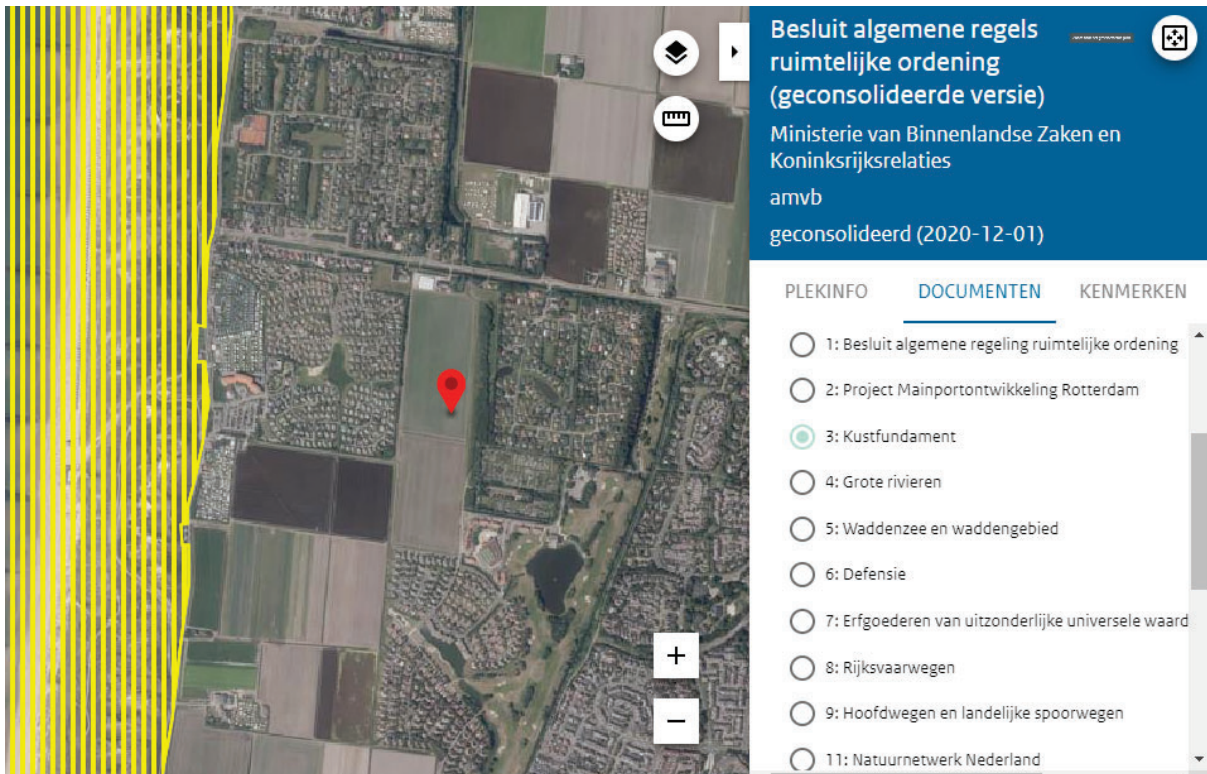 Besluit algemene regels
ruimtelijke ordening
(geconsolideerde versie)
Ministerie van Binnenlandse Zaken en
Koninksrijksrelaties
amvb
geconsolideerd (2020-12-01)
PLEKINFO DOCUMENTEN KENMERKEN
1: Besluit algemene regeling ruimtelijke ordening
2: Project Mainportontwikkeling Rotterdam
3: Kustfundament
4: Grote rivieren
5: Waddenzee en waddengebied
6: Defensie
7: Erfgoederen van uitzonderlijke universele waard
8: Rijksvaarwegen
9: Hoofdwegen en landelijke spoorwegen
11: Natuurnetwerk Nederland